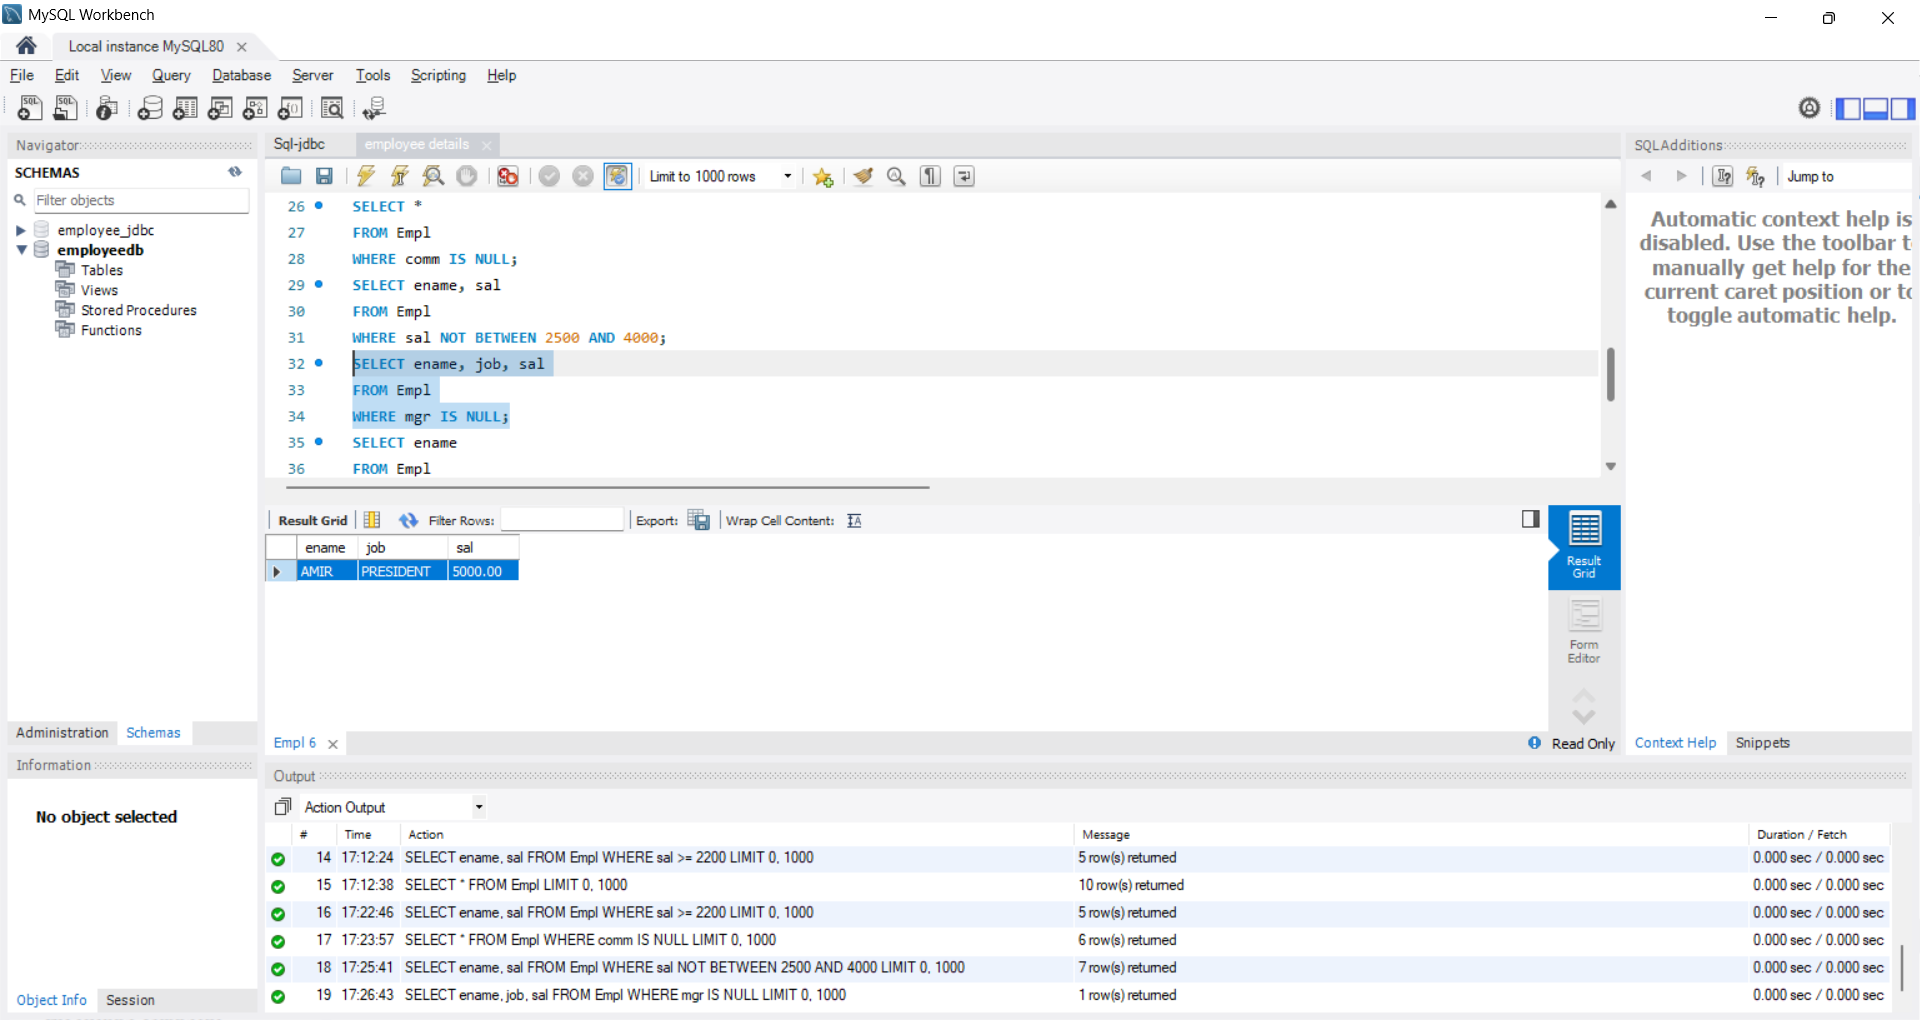 MySQL Workbench
Local instance MySQL80
File Edit View Query Database Server Tools Scripting Help
Navigator
SCHEMAS
Filter objects
employee_jdbc
employeedb
Tables
Views
Stored Procedures
Functions
Administration Schemas
Information
No object selected
Object Info Session
Sql-jdbc employee details
Limit to 1000 rows
26 SELECT *
27 FROM Empl
28 WHERE comm IS NULL;
29 SELECT ename, sal
30 FROM Empl
31 WHERE sal NOT BETWEEN 2500 AND 4000;
32 SELECT ename, job, sal
33 FROM Empl
34 WHERE mgr IS NULL;
35 SELECT ename
36 FROM Empl
Result Grid Filter Rows: Export: Wrap Cell Content:
ename job sal
AMIR PRESIDENT 5000.00
Result
Grid
Form
Editor
Empl 6
Read Only
SQLAdditions
Jump to
Automatic context help is
disabled. Use the toolbar t
manually get help for the
current caret position or to
toggle automatic help.
Context Help Snippets
Output
Action Output
# Time Action Message Duration / Fetch
14 17:12:24 SELECT ename, sal FROM Empl WHERE sal >= 2200 LIMIT 0, 1000 5 row(s) returned 0.000 sec / 0.000 sec
15 17:12:38 SELECT * FROM Empl LIMIT 0, 1000 10 row(s) returned 0.000 sec / 0.000 sec
16 17:22:46 SELECT ename, sal FROM Empl WHERE sal >= 2200 LIMIT 0, 1000 5 row(s) returned 0.000 sec / 0.000 sec
17 17:23:57 SELECT * FROM Empl WHERE comm IS NULL LIMIT 0, 1000 6 row(s) returned 0.000 sec / 0.000 sec
18 17:25:41 SELECT ename, sal FROM Empl WHERE sal NOT BETWEEN 2500 AND 4000 LIMIT 0, 1000 7 row(s) returned 0.000 sec / 0.000 sec
19 17:26:43 SELECT ename, job, sal FROM Empl WHERE mgr IS NULL LIMIT 0, 1000 1 row(s) returned 0.000 sec / 0.000 sec